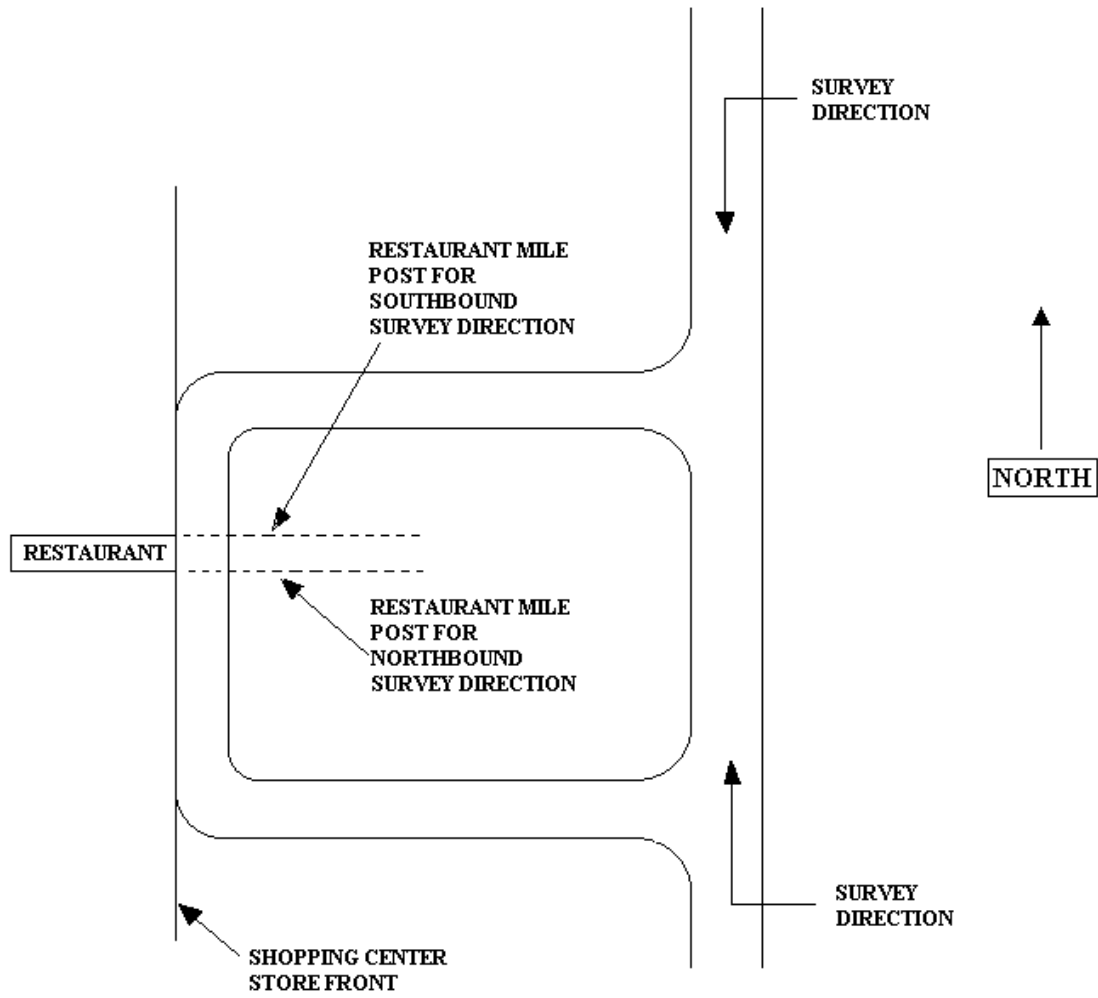 SURVEY
DIRECTION
RESTAURANT MILE
POST FOR
SOUTHBOUND
SURVEY DIRECTION
NORTH
RESTAURANT
RESTAURANT MILE
POST FOR
NORTHBOUND
SURVEY DIRECTION
SURVEY
DIRECTION
SHOPPING CENTER
STORE FRONT